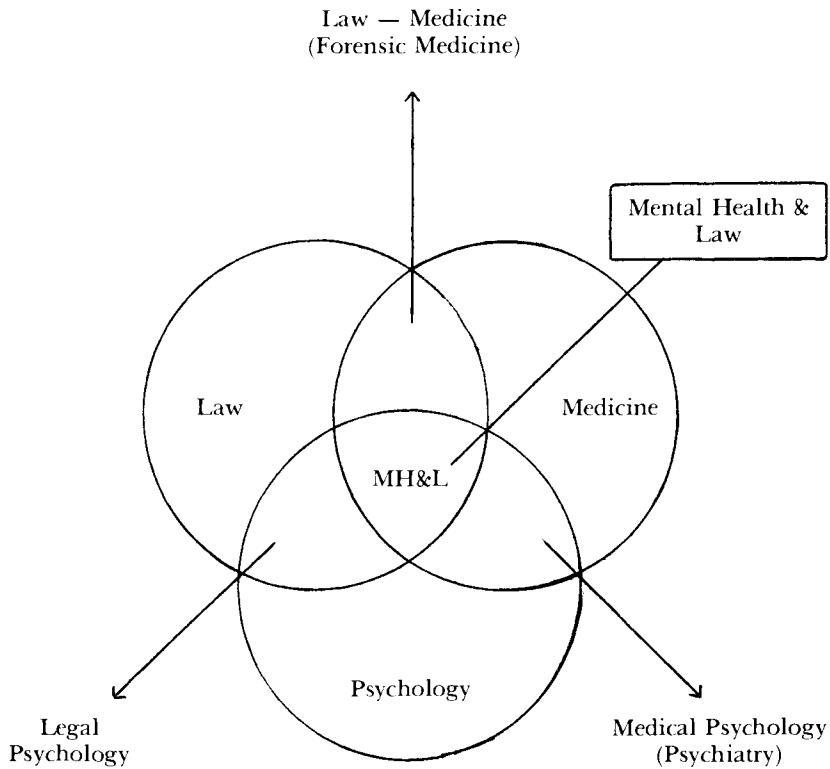 Law — Medicine
(Forensic Medicine)
Mental Health &
Law
Law
Medicine
MH&L
Psychology
Legal
Psychology
Medical Psychology
(Psychiatry)